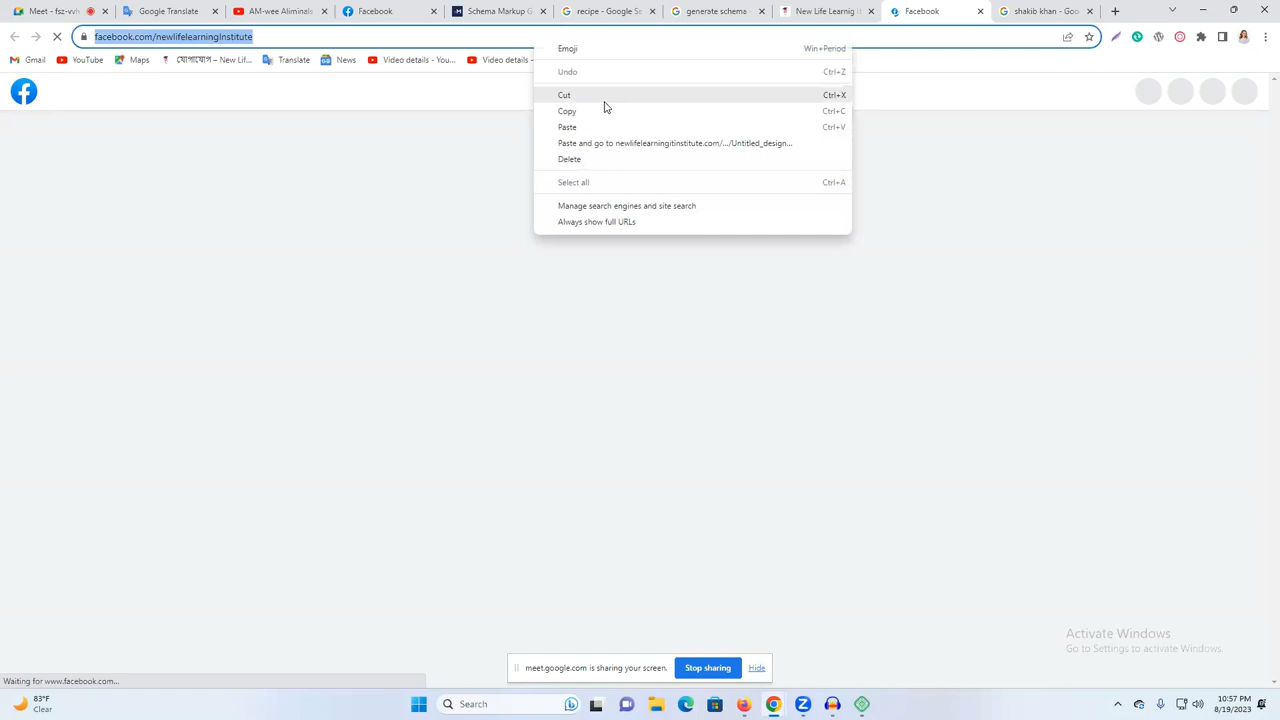 Meet - fsz-vvh
Google Translate
AM-wee Aliminals
Facebook
Schema Markup G
recipe - Google Se
generate schema -
New Life Learnig It
Facebook
shakib khan - Goo
facebook.com/newlifelearningInstitute
Gmail
YouTube
Maps
যোগাযোগ – New Lif...
Translate
News
Video details - You...
Video details - You
Emoji Win+Period
Undo Ctrl+Z
Cut Ctrl+X
Copy Ctrl+C
Paste Ctrl+V
Paste and go to newlifelearningitinstitute.com/.../Untitled_design...
Delete
Select all Ctrl+A
Manage search engines and site search
Always show full URLs
Activate Windows
Go to Settings to activate Windows.
meet.google.com is sharing your screen. Stop sharing Hide
Waiting for www.facebook.com...
83°F
Clear
Search
10:57 PM
8/19/2023